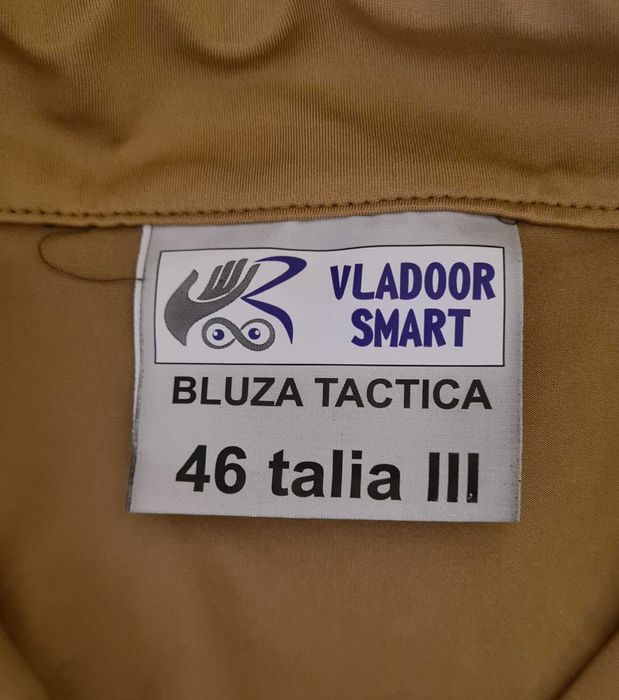 VLADOOR
SMART
BLUZA TACTICA
46 talia III